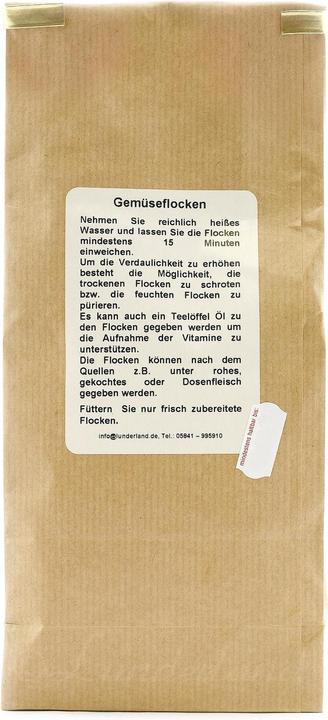 Gemüseflocken
Nehmen Sie reichlich heißes
Wasser und lassen Sie die Flocken
mindestens 15 Minuten
einweichen.
Um die Verdaulichkeit zu erhöhen
besteht die Möglichkeit, die
trockenen Flocken zu schroten
bzw. die feuchten Flocken zu
pürieren.
Es kann auch ein Teelöffel Öl zu
den Flocken gegeben werden um
die Aufnahme der Vitamine zu
unterstützen.
Die Flocken können nach dem
Quellen z.B. unter rohes,
gekochtes oder Dosenfleisch
gegeben werden.
Füttern Sie nur frisch zubereitete
Flocken.
info@lunderland.de, Tel.: 05841 – 995910
mindestens haltbar bis: